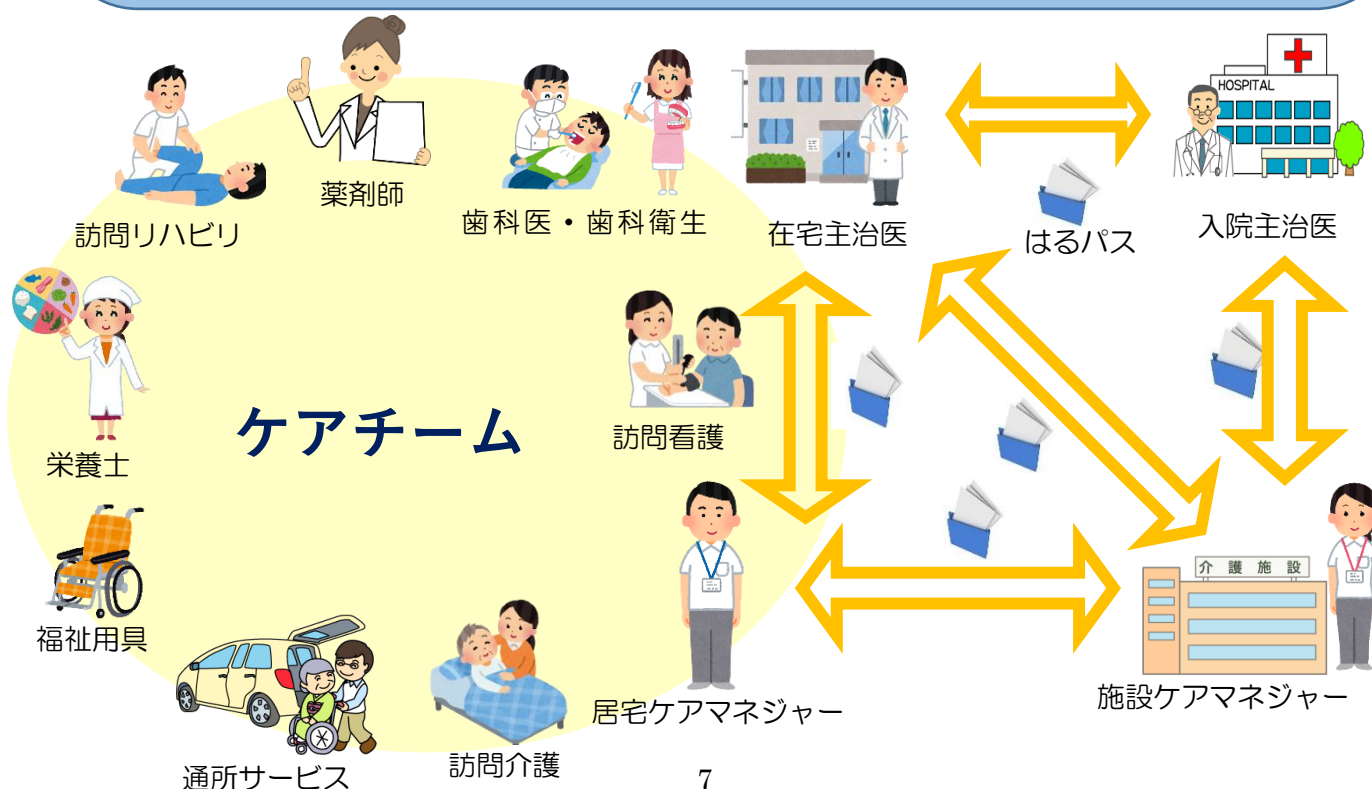 HOSPITAL
薬剤師
訪問リハビリ
歯科医・歯科衛生
在宅主治医
はるパス
入院主治医
栄養士
ケアチーム
訪問看護
福祉用具
介護施設
居宅ケアマネジャー
施設ケアマネジャー
通所サービス
訪問介護
7